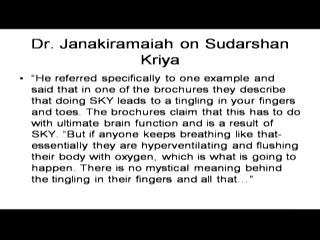 Dr. Janakiramaiah on Sudarshan
Kriya
• "He referred specifically to one example and
said that in one of the brochures they describe
that doing SKY leads to a tingling in your fingers
and toes. The brochures claim that this has to do
with ultimate brain function and is a result of
SKY. "But if anyone keeps breathing like that-
essentially they are hyperventilating and flushing
their body with oxygen, which is what is going to
happen. There is no mystical meaning behind
the tingling in their fingers and all that..."